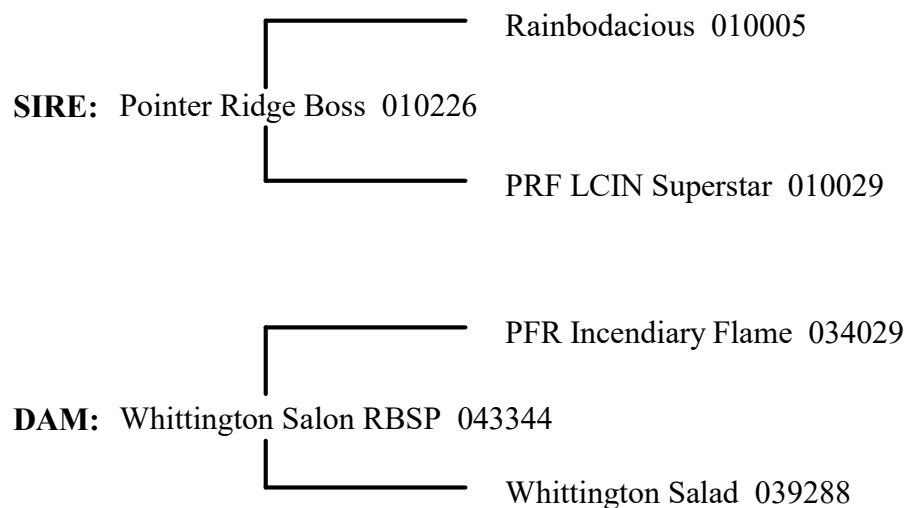 Rainbodacious 010005
SIRE: Pointer Ridge Boss 010226
PRF LCIN Superstar 010029
PFR Incendiary Flame 034029
DAM: Whittington Salon RBSP 043344
Whittington Salad 039288